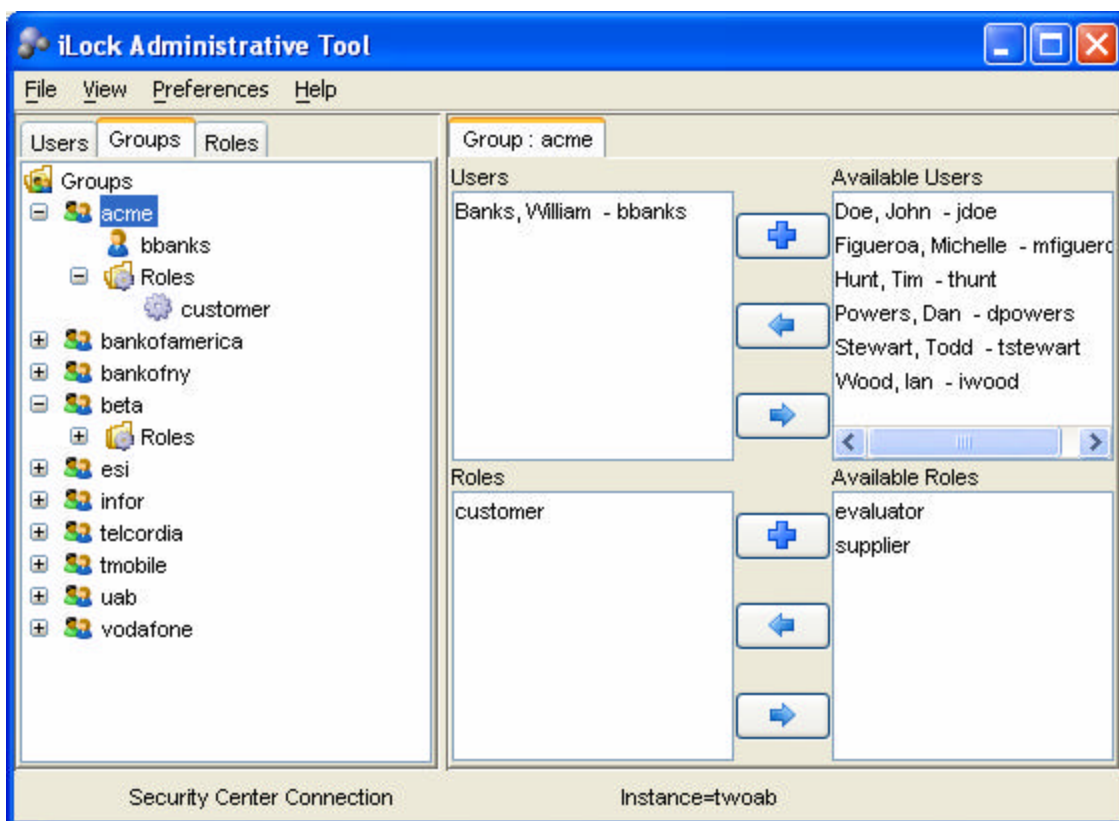 iLock Administrative Tool
File View Preferences Help
Users Groups Roles
Groups
acme
bbanks
Roles
customer
bankofamerica
bankofny
beta
Roles
esi
infor
telcordia
tmobile
uab
vodafone
Group : acme
Users
Banks, William - bbanks
Available Users
Doe, John - jdoe
Figueroa, Michelle - mfiguerc
Hunt, Tim - thunt
Powers, Dan - dpowers
Stewart, Todd - tstewart
Wood, Ian - iwood
Roles
customer
Available Roles
evaluator
supplier
Security Center Connection
Instance=twoab